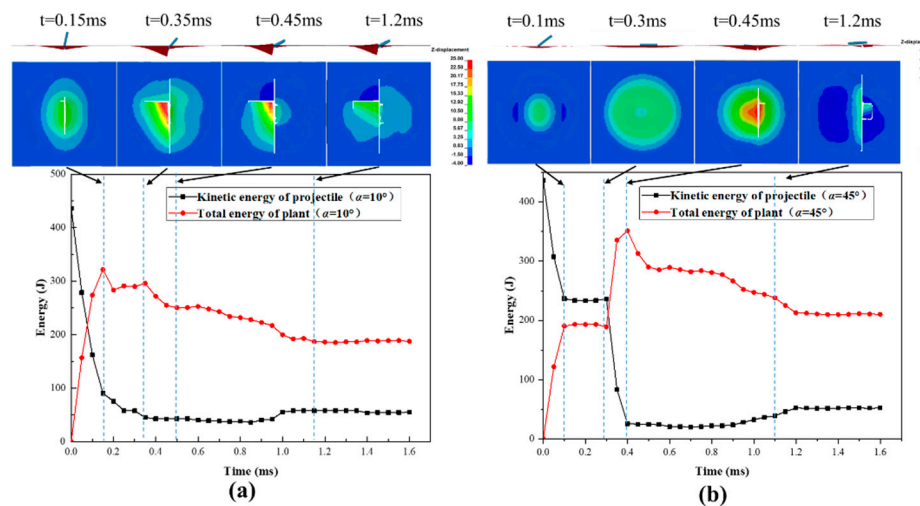 t=0.15ms t=0.35ms t=0.45ms t=1.2ms
Z-displacement
25.00
22.58
20.17
17.75
15.33
12.92
10.50
8.08
5.67
3.25
0.83
-1.58
-4.00
500
400
300
200
100
0
Energy (J)
Kinetic energy of projectile（α=10°）
Total energy of plant（α=10°）
0.0 0.2 0.4 0.6 0.8 1.0 1.2 1.4 1.6
Time (ms)
(a)
t=0.1ms t=0.3ms t=0.45ms t=1.2ms
Z-displac
400
300
200
100
0
Energy (J)
Kinetic energy of projectile（α=45°）
Total energy of plant（α=45°）
0.0 0.2 0.4 0.6 0.8 1.0 1.2 1.4 1.6
Time (ms)
(b)